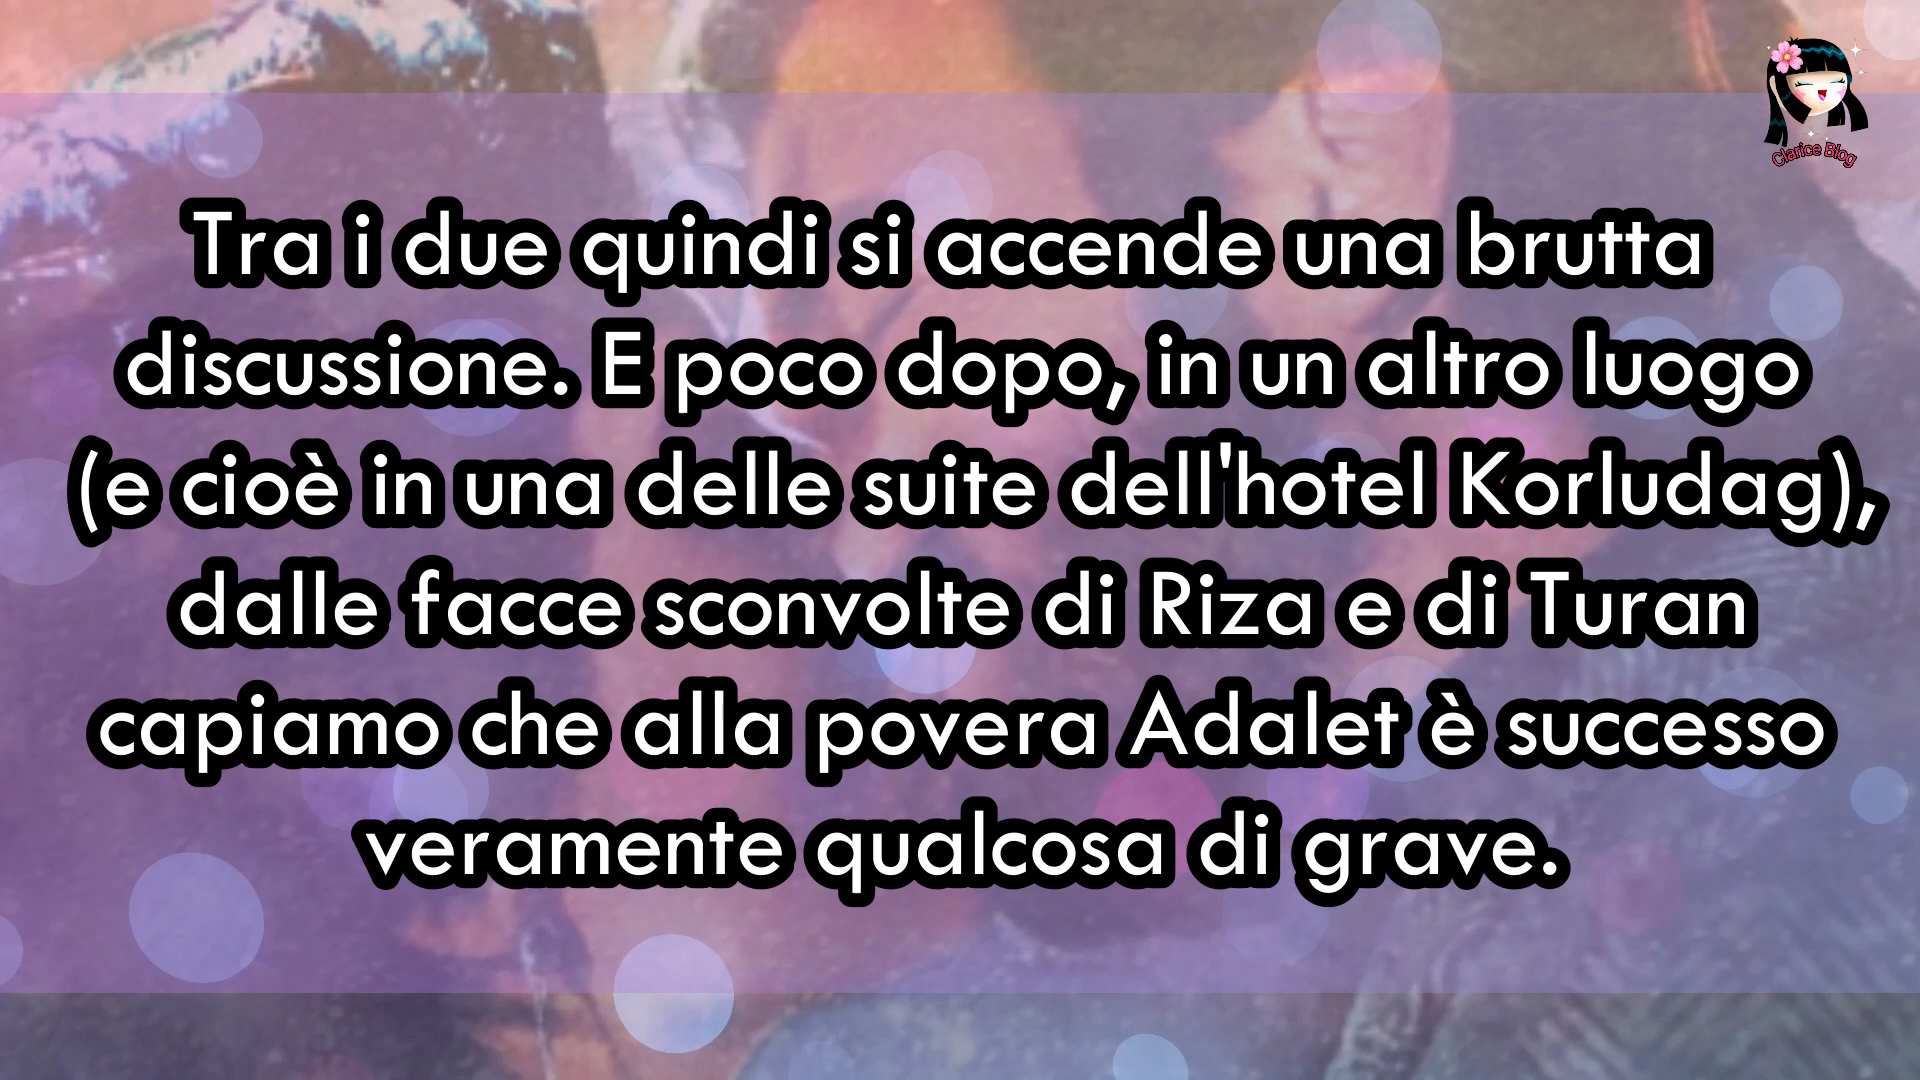 Clarice Blog
Tra i due quindi si accende una brutta
discussione. E poco dopo, in un altro luogo
(e cioè in una delle suite dell'hotel Korludag),
dalle facce sconvolte di Riza e di Turan
capiamo che alla povera Adalet è successo
veramente qualcosa di grave.